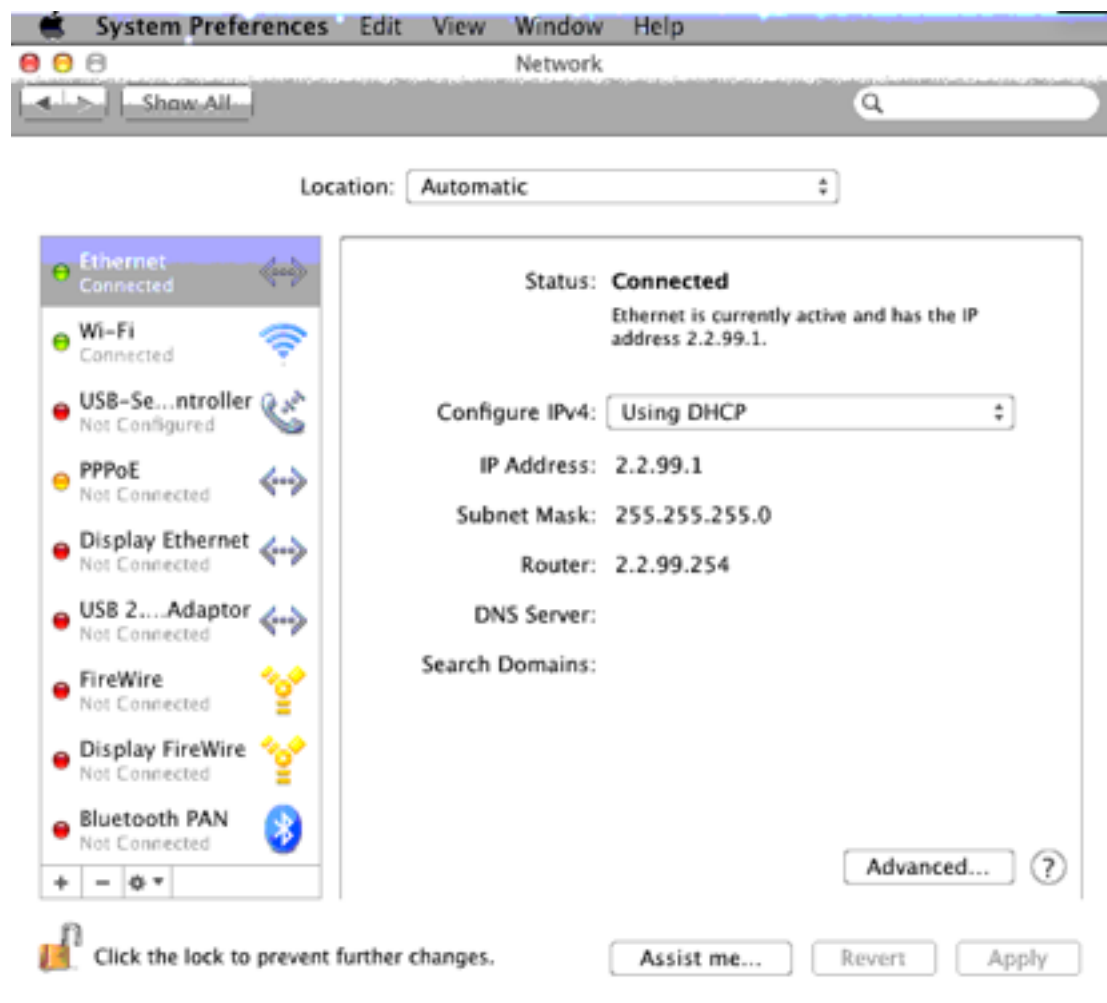 System Preferences Edit View Window Help
Network
Show All
Location: Automatic
Ethernet
Connected
Wi-Fi
Connected
USB-Se...ntroller
Not Configured
PPPoE
Not Connected
Display Ethernet
Not Connected
USB 2....Adaptor
Not Connected
FireWire
Not Connected
Display FireWire
Not Connected
Bluetooth PAN
Not Connected
Status: Connected
Ethernet is currently active and has the IP
address 2.2.99.1.
Configure IPv4: Using DHCP
IP Address: 2.2.99.1
Subnet Mask: 255.255.255.0
Router: 2.2.99.254
DNS Server:
Search Domains:
Advanced... ?
Click the lock to prevent further changes.
Assist me... Revert Apply